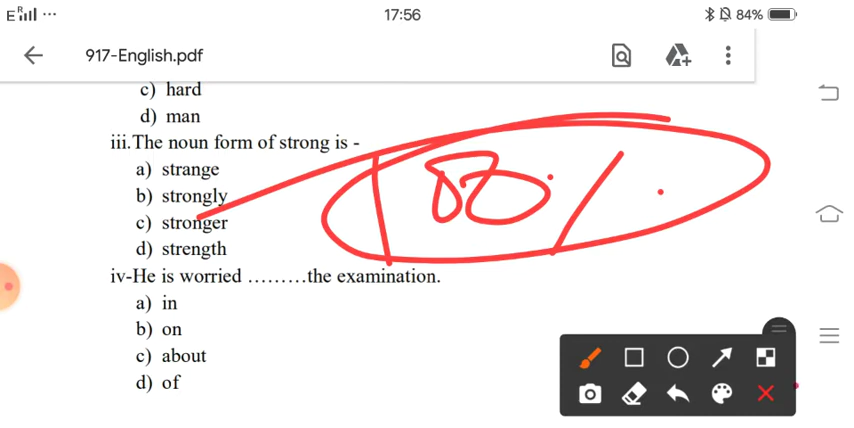 17:56
84%
917-English.pdf
c) hard
d) man
iii.The noun form of strong is -
a) strange
b) strongly
c) stronger
d) strength
iv-He is worried .........the examination.
a) in
b) on
c) about
d) of